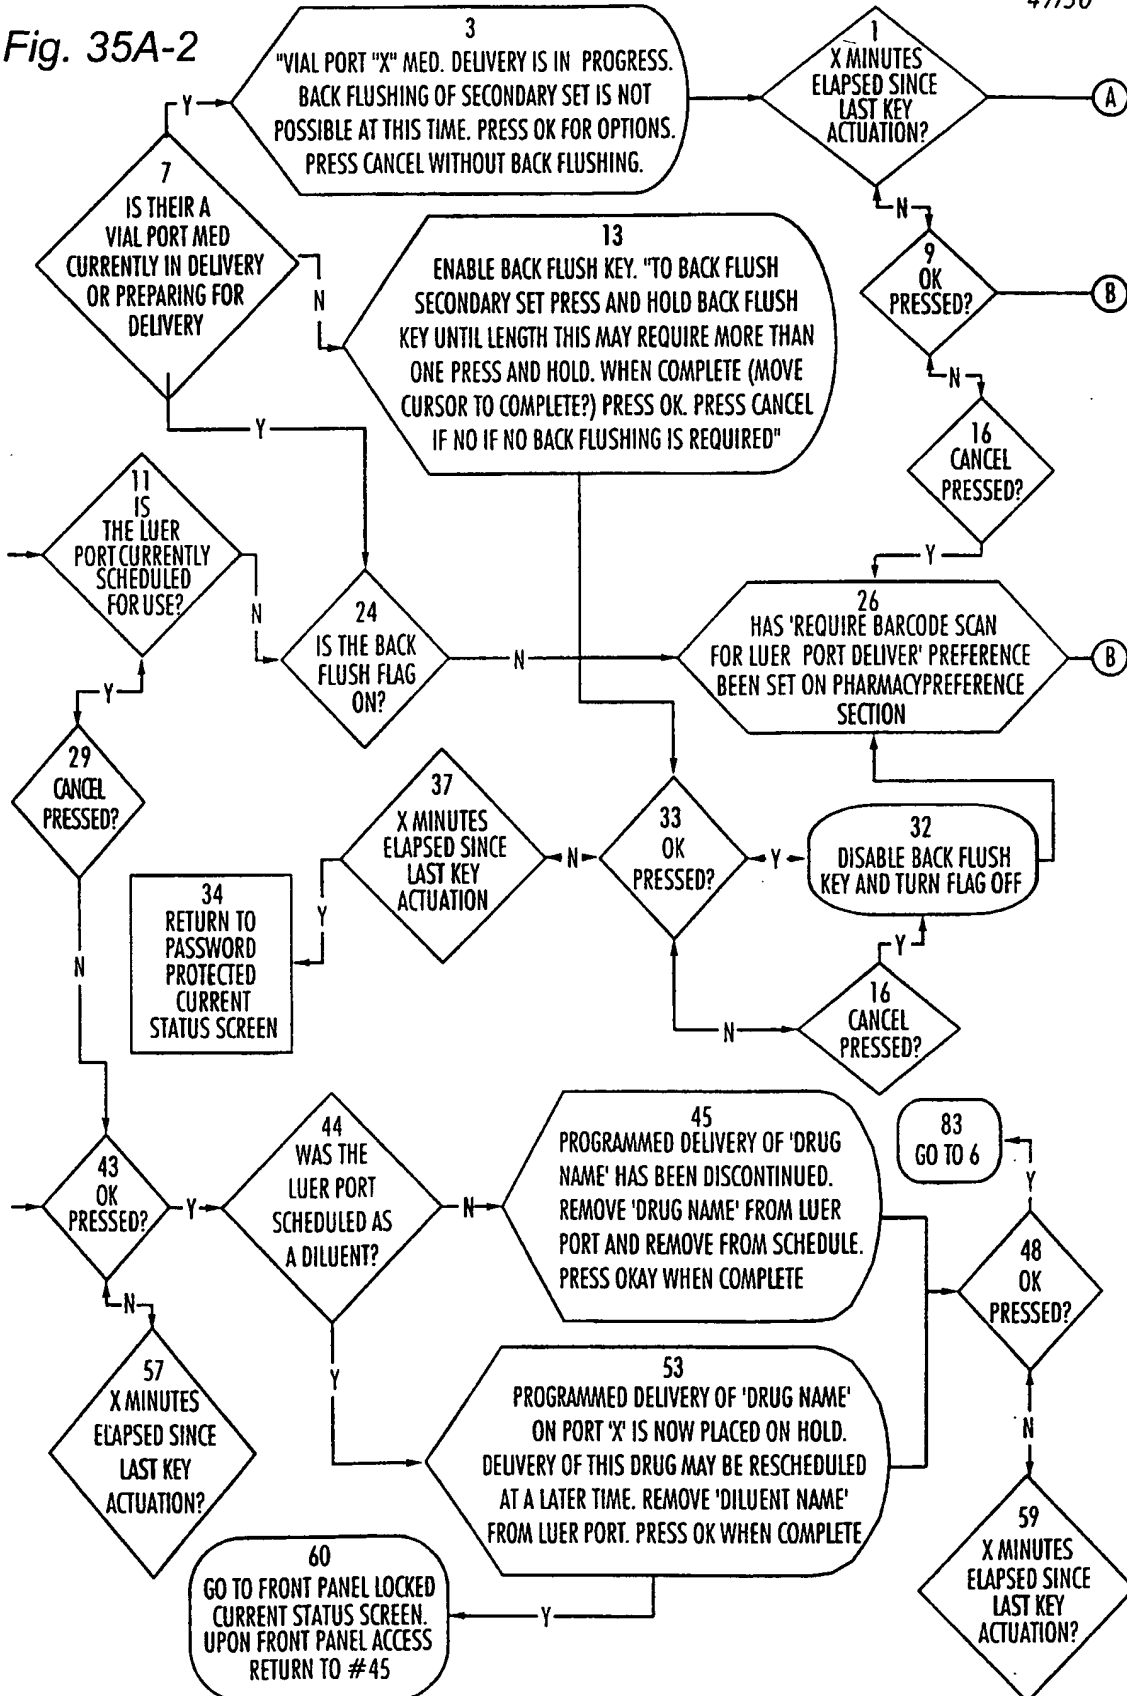 Fig. 35A-2
3
"VIAL PORT "X" MED. DELIVERY IS IN PROGRESS.
BACK FLUSHING OF SECONDARY SET IS NOT
POSSIBLE AT THIS TIME. PRESS OK FOR OPTIONS.
PRESS CANCEL WITHOUT BACK FLUSHING.
1
X MINUTES
ELAPSED SINCE
LAST KEY
ACTUATION?
A
Y
7
IS THEIR A
VIAL PORT MED
CURRENTLY IN DELIVERY
OR PREPARING FOR
DELIVERY
N
13
ENABLE BACK FLUSH KEY. "TO BACK FLUSH
SECONDARY SET PRESS AND HOLD BACK FLUSH
KEY UNTIL LENGTH THIS MAY REQUIRE MORE THAN
ONE PRESS AND HOLD. WHEN COMPLETE (MOVE
CURSOR TO COMPLETE?) PRESS OK. PRESS CANCEL
IF NO IF NO BACK FLUSHING IS REQUIRED"
N
9
OK
PRESSED?
B
N
16
CANCEL
PRESSED?
Y
Y
11
IS
THE LUER
PORT CURRENTLY
SCHEDULED
FOR USE?
N
24
IS THE BACK
FLUSH FLAG
ON?
N
26
HAS 'REQUIRE BARCODE SCAN
FOR LUER PORT DELIVER' PREFERENCE
BEEN SET ON PHARMACYPREFERENCE
SECTION
B
Y
29
CANCEL
PRESSED?
N
37
X MINUTES
ELAPSED SINCE
LAST KEY
ACTUATION
N
33
OK
PRESSED?
Y
32
DISABLE BACK FLUSH
KEY AND TURN FLAG OFF
Y
34
RETURN TO
PASSWORD
PROTECTED
CURRENT
STATUS SCREEN
Y
16
CANCEL
PRESSED?
N
43
OK
PRESSED?
Y
44
WAS THE
LUER PORT
SCHEDULED AS
A DILUENT?
N
45
PROGRAMMED DELIVERY OF 'DRUG
NAME' HAS BEEN DISCONTINUED.
REMOVE 'DRUG NAME' FROM LUER
PORT AND REMOVE FROM SCHEDULE.
PRESS OKAY WHEN COMPLETE
83
GO TO 6
Y
48
OK
PRESSED?
N
57
X MINUTES
ELAPSED SINCE
LAST KEY
ACTUATION?
Y
53
PROGRAMMED DELIVERY OF 'DRUG NAME'
ON PORT 'X' IS NOW PLACED ON HOLD.
DELIVERY OF THIS DRUG MAY BE RESCHEDULED
AT A LATER TIME. REMOVE 'DILUENT NAME'
FROM LUER PORT. PRESS OK WHEN COMPLETE
N
59
X MINUTES
ELAPSED SINCE
LAST KEY
ACTUATION?
60
GO TO FRONT PANEL LOCKED
CURRENT STATUS SCREEN.
UPON FRONT PANEL ACCESS
RETURN TO #45
Y